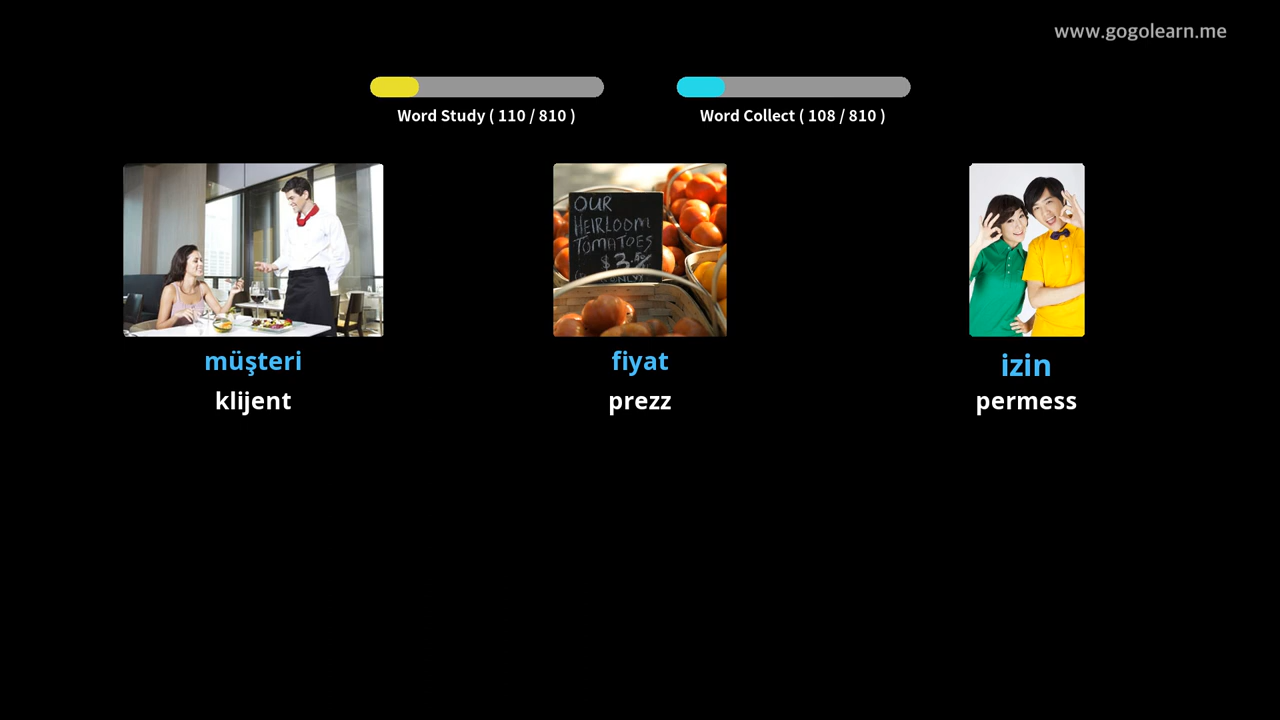 www.gogolearn.me
Word Study ( 110 / 810 )
Word Collect ( 108 / 810 )
OUR
HEIRLOOM
TOMATOES
müşteri
fiyat
izin
klijent
prezz
permess